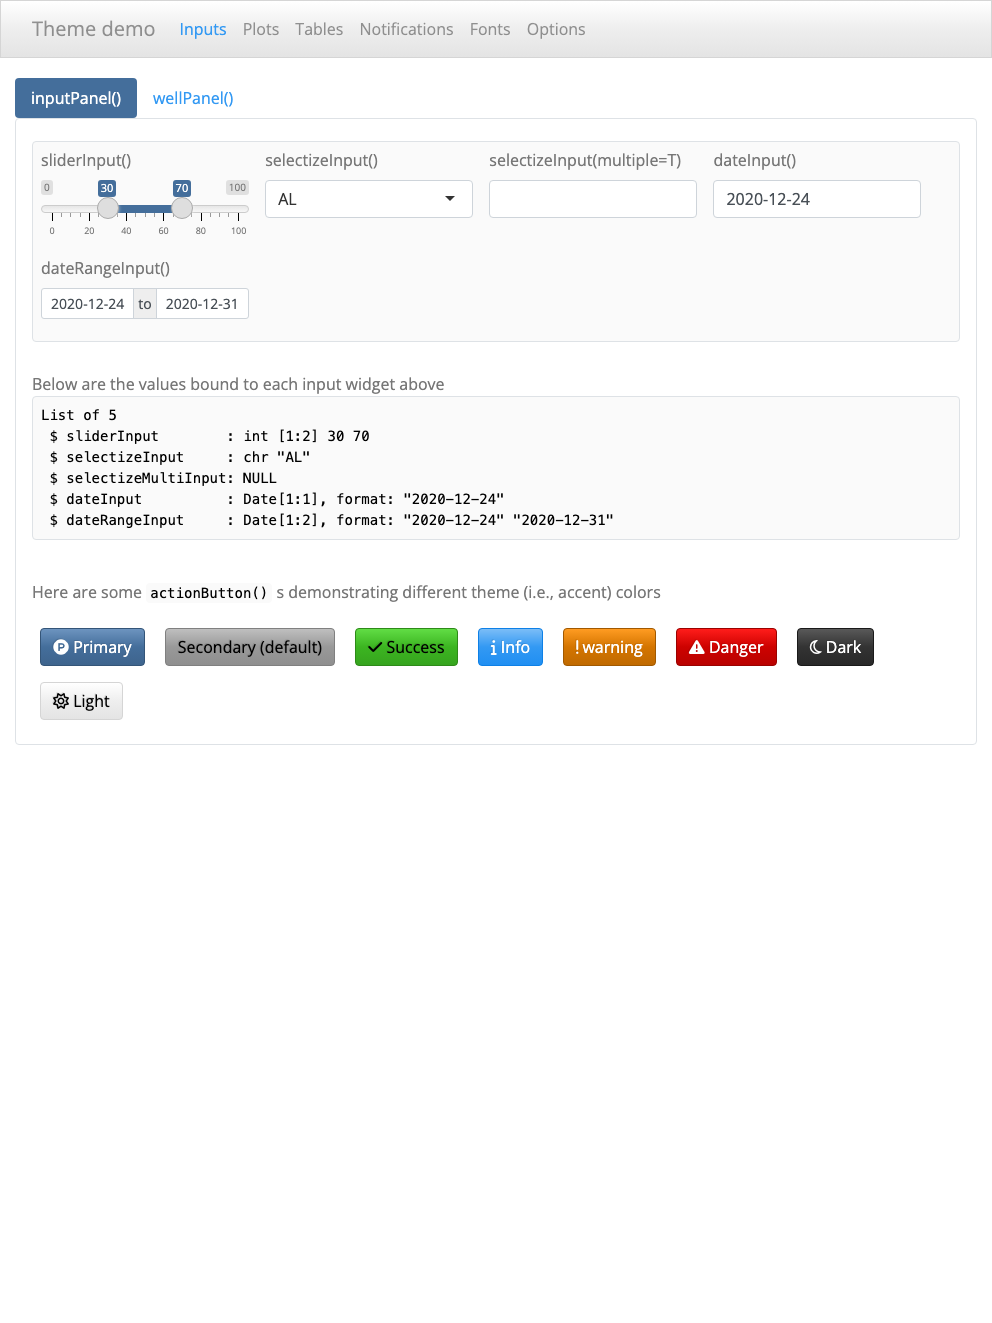 Theme demo Inputs Plots Tables Notifications Fonts Options
inputPanel() wellPanel()
sliderInput() selectizeInput() selectizeInput(multiple=T) dateInput()
0 30 70 100
AL 2020-12-24
0 20 40 60 80 100
dateRangeInput()
2020-12-24 to 2020-12-31
Below are the values bound to each input widget above
List of 5
 $ sliderInput        : int [1:2] 30 70
 $ selectizeInput     : chr "AL"
 $ selectizeMultiInput: NULL
 $ dateInput          : Date[1:1], format: "2020-12-24"
 $ dateRangeInput     : Date[1:2], format: "2020-12-24" "2020-12-31"
Here are some actionButton() s demonstrating different theme (i.e., accent) colors
Primary Secondary (default) Success Info warning Danger Dark
Light